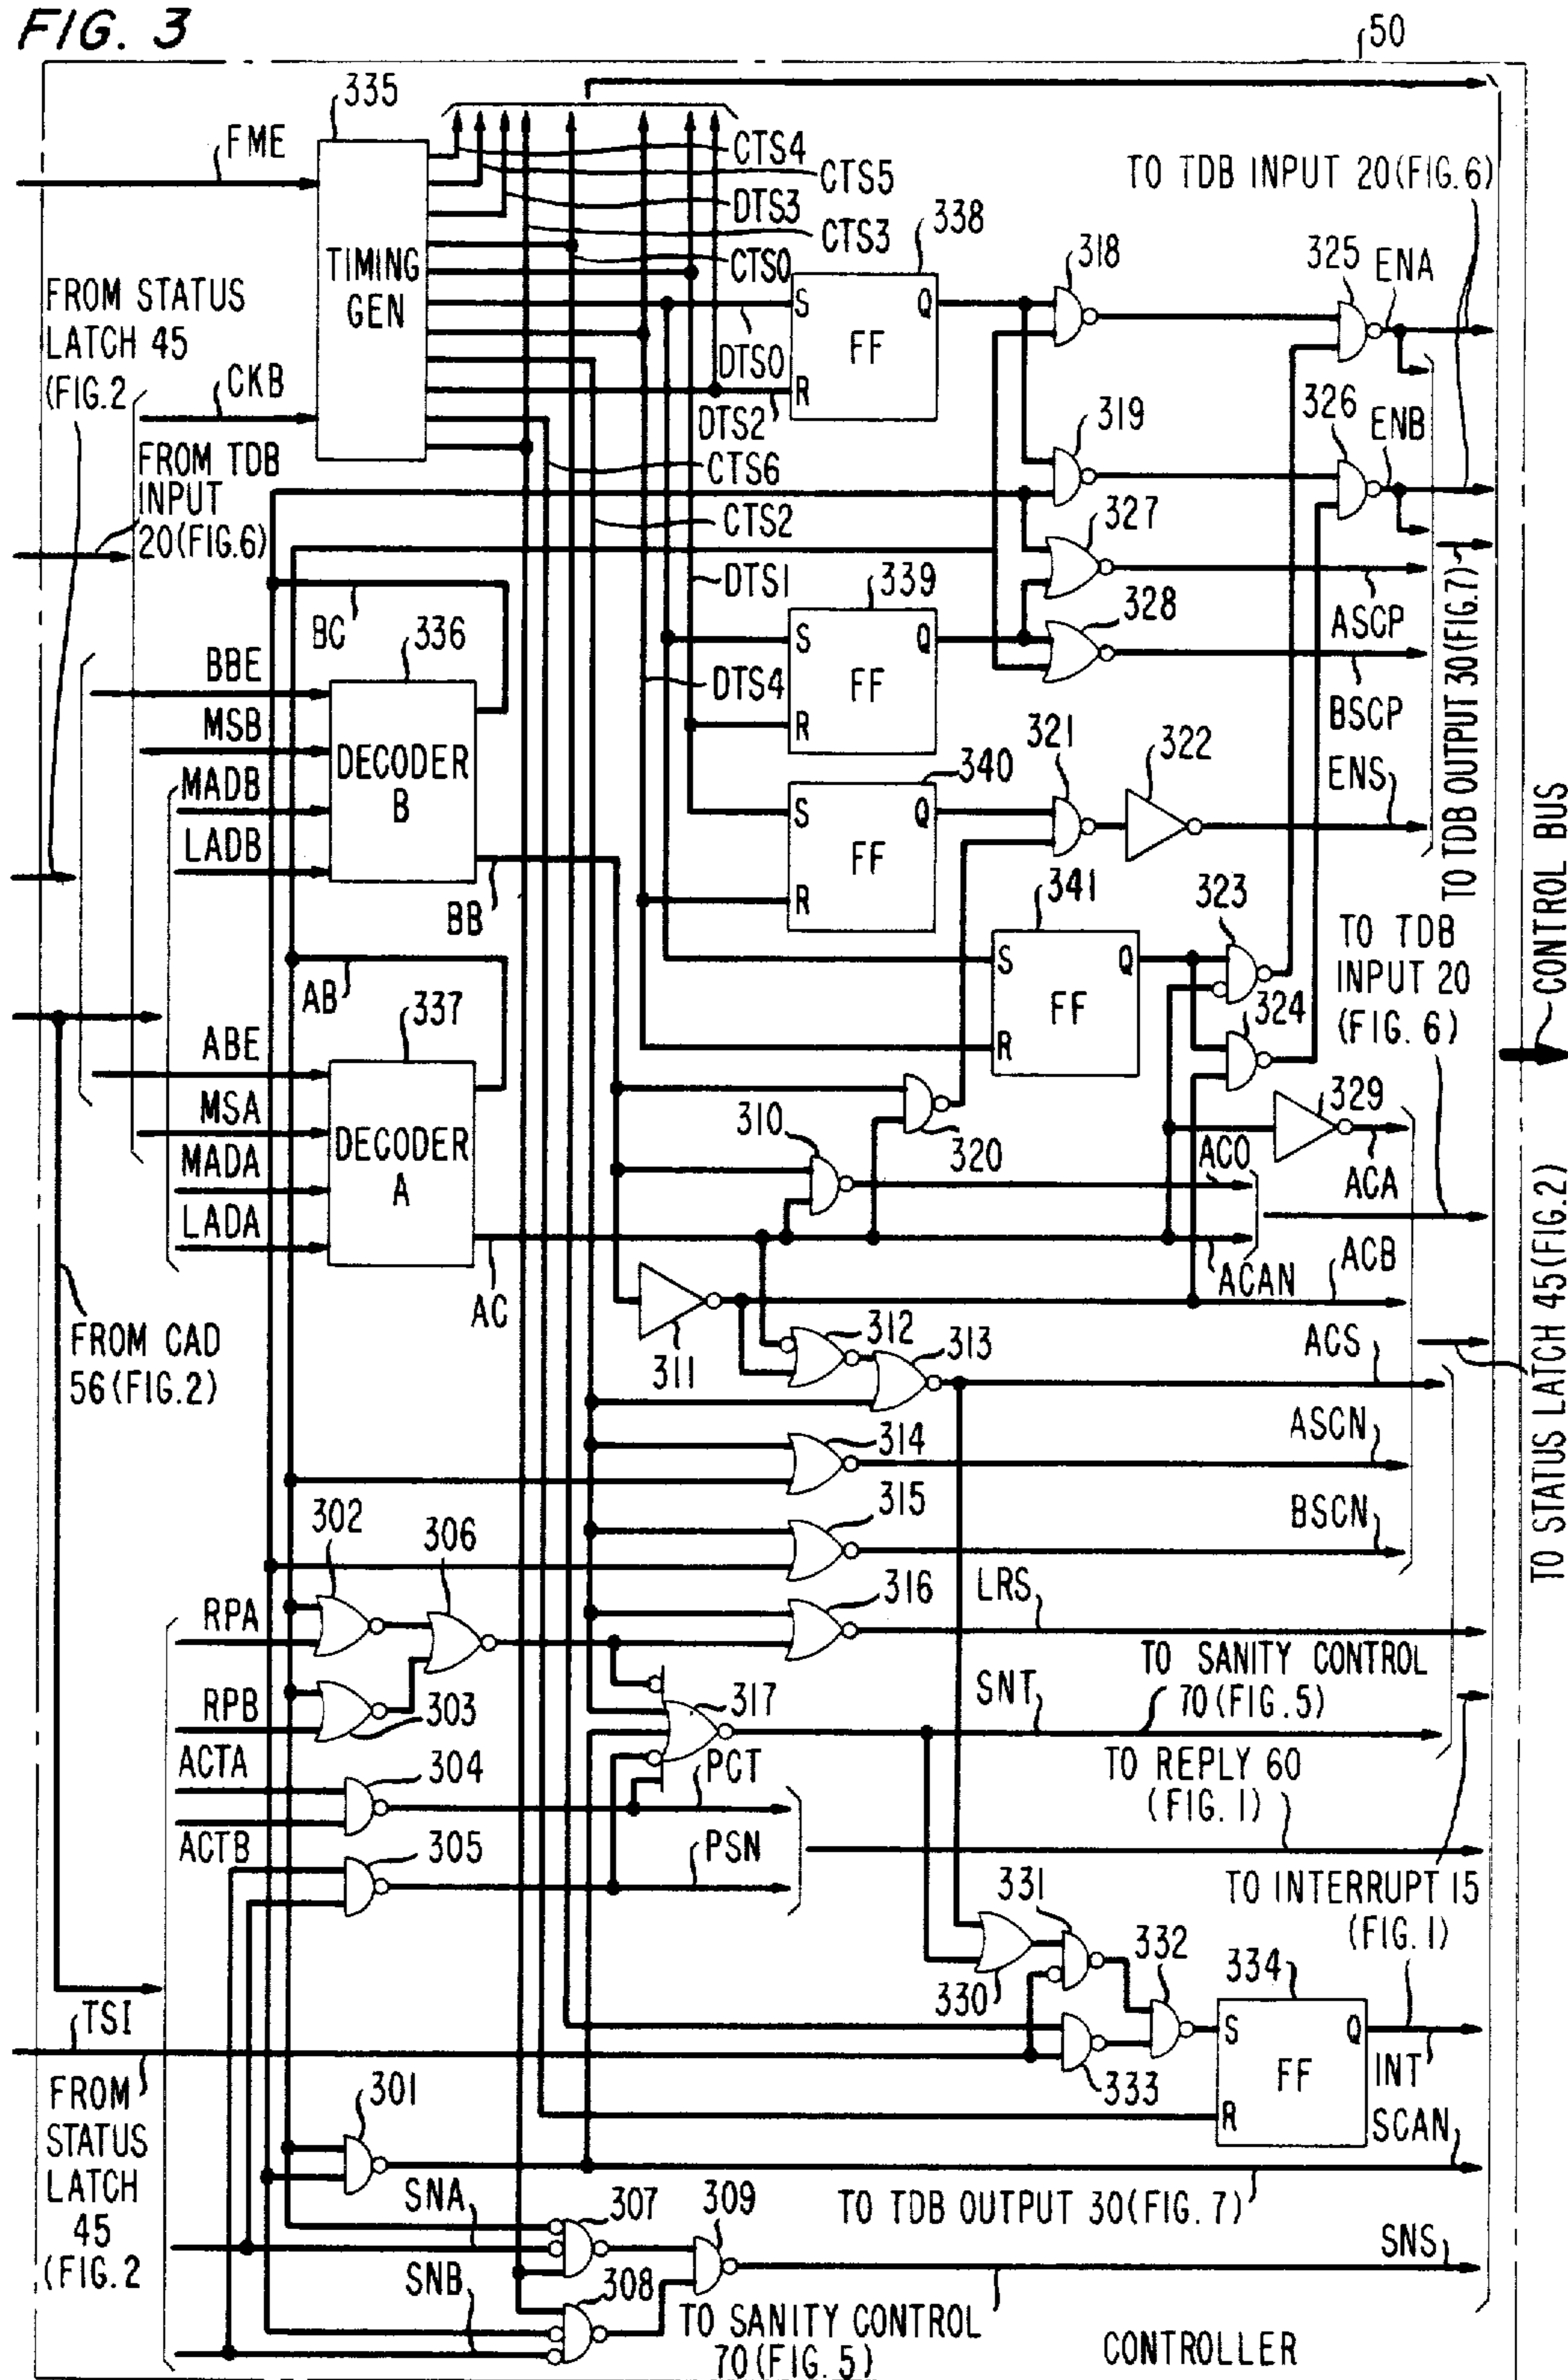 FIG. 3
50
335
FME
CTS4
CTS5
DTS3
CTS3
CTS0
TO TDB INPUT 20 (FIG. 6)
TIMING
GEN
338
318
325
ENA
FROM STATUS
LATCH 45
(FIG. 2
S
Q
FF
R
DTS0
DTS2
CKB
319
326
ENB
FROM TDB
INPUT
20 (FIG. 6)
CTS6
CTS2
327
DTS1
339
328
ASCP
BC
336
BBE
S
Q
FF
R
DTS4
BSCP
MSB
DECODER
B
MADB
LADB
340
321
322
ENS
TO TDB OUTPUT 30 (FIG. 7)
S
Q
FF
R
BB
341
323
TO TDB
INPUT 20
(FIG. 6)
CONTROL BUS
S
Q
FF
R
AB
337
324
ABE
MSA
DECODER
A
MADA
LADA
310
320
329
ACO
ACA
AC
ACAN
ACB
FROM CAD
56 (FIG. 2)
311
312
313
ACS
TO STATUS LATCH 45 (FIG. 2)
314
ASCN
315
BSCN
302
306
RPA
316
LRS
RPB
303
317
SNT
TO SANITY CONTROL
70 (FIG. 5)
ACTA
304
PCT
TO REPLY 60
(FIG. 1)
ACTB
305
PSN
TO INTERRUPT 15
(FIG. 1)
331
332
330
334
TSI
S
Q
FF
R
333
INT
FROM
STATUS
LATCH
45
(FIG. 2
301
SCAN
SNA
307
309
TO TDB OUTPUT 30 (FIG. 7)
SNB
308
SNS
TO SANITY CONTROL
70 (FIG. 5)
CONTROLLER